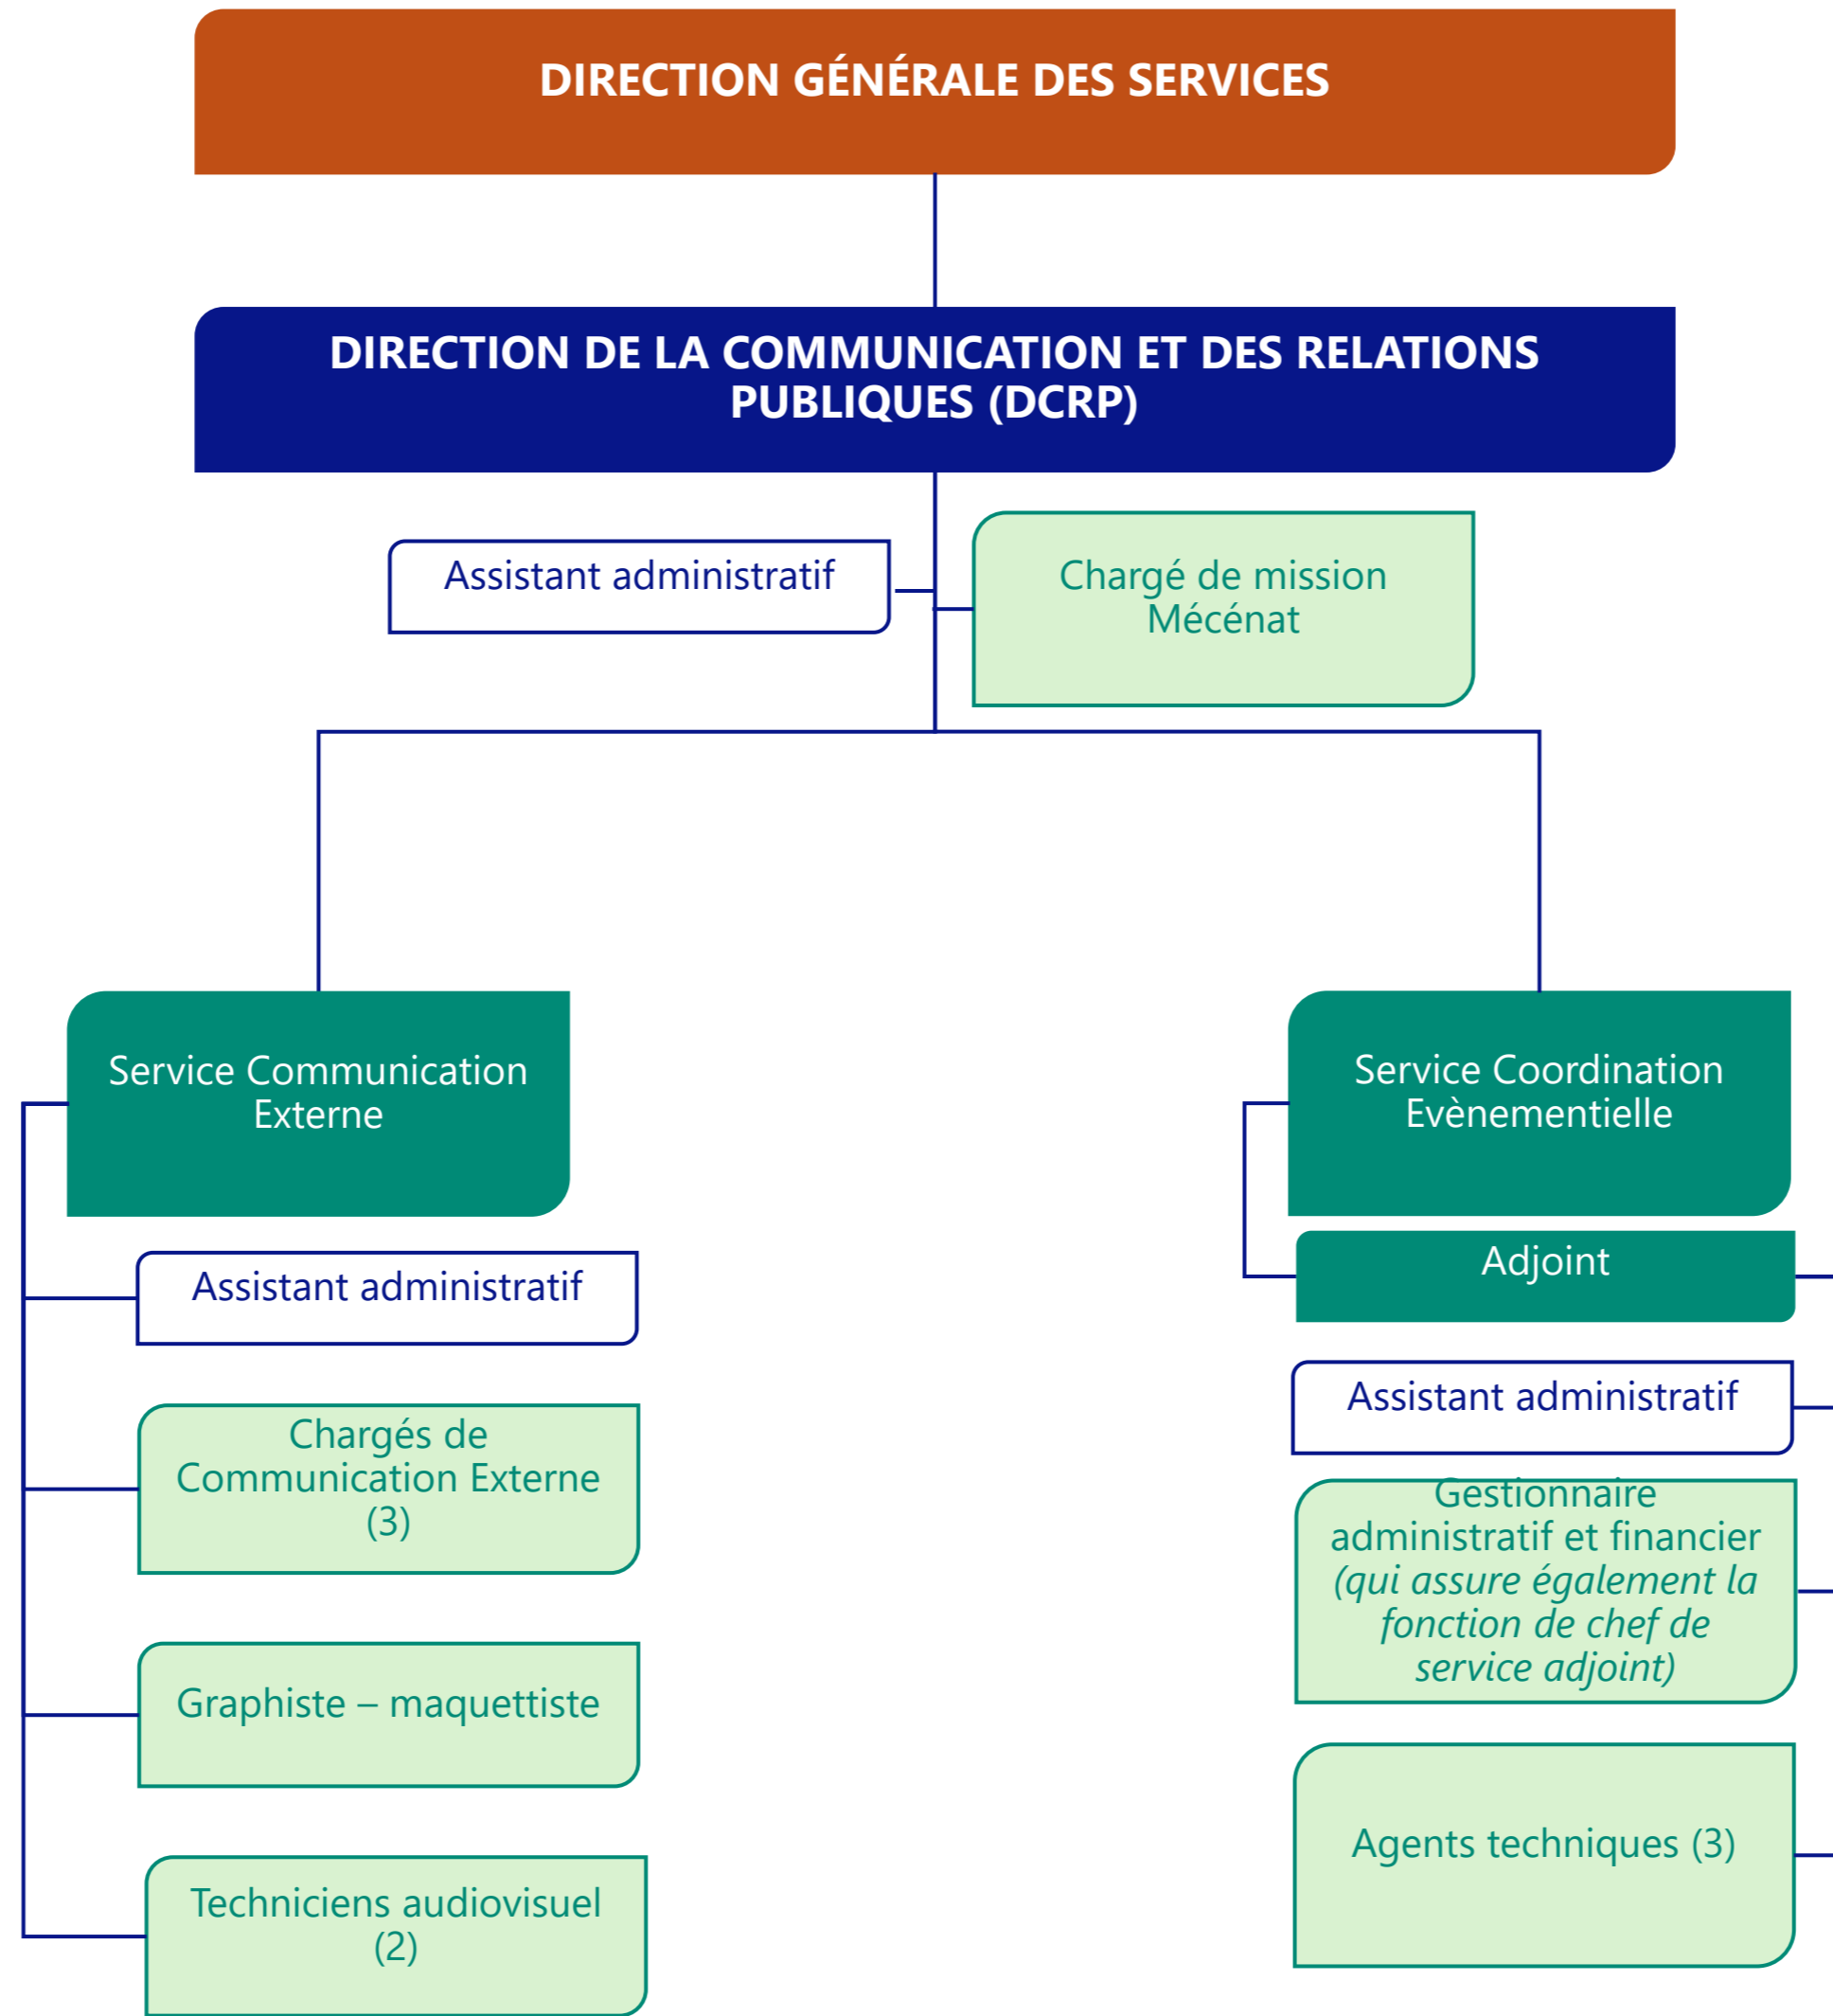 DIRECTION GÉNÉRALE DES SERVICES
DIRECTION DE LA COMMUNICATION ET DES RELATIONS
PUBLIQUES (DCRP)
Assistant administratif
Chargé de mission
Mécénat
Service Communication
Externe
Assistant administratif
Chargés de
Communication Externe
(3)
Graphiste – maquettiste
Techniciens audiovisuel
(2)
Service Coordination
Evènementielle
Adjoint
Assistant administratif
Gestionnaire
administratif et financier
(qui assure également la
fonction de chef de
service adjoint)
Agents techniques (3)